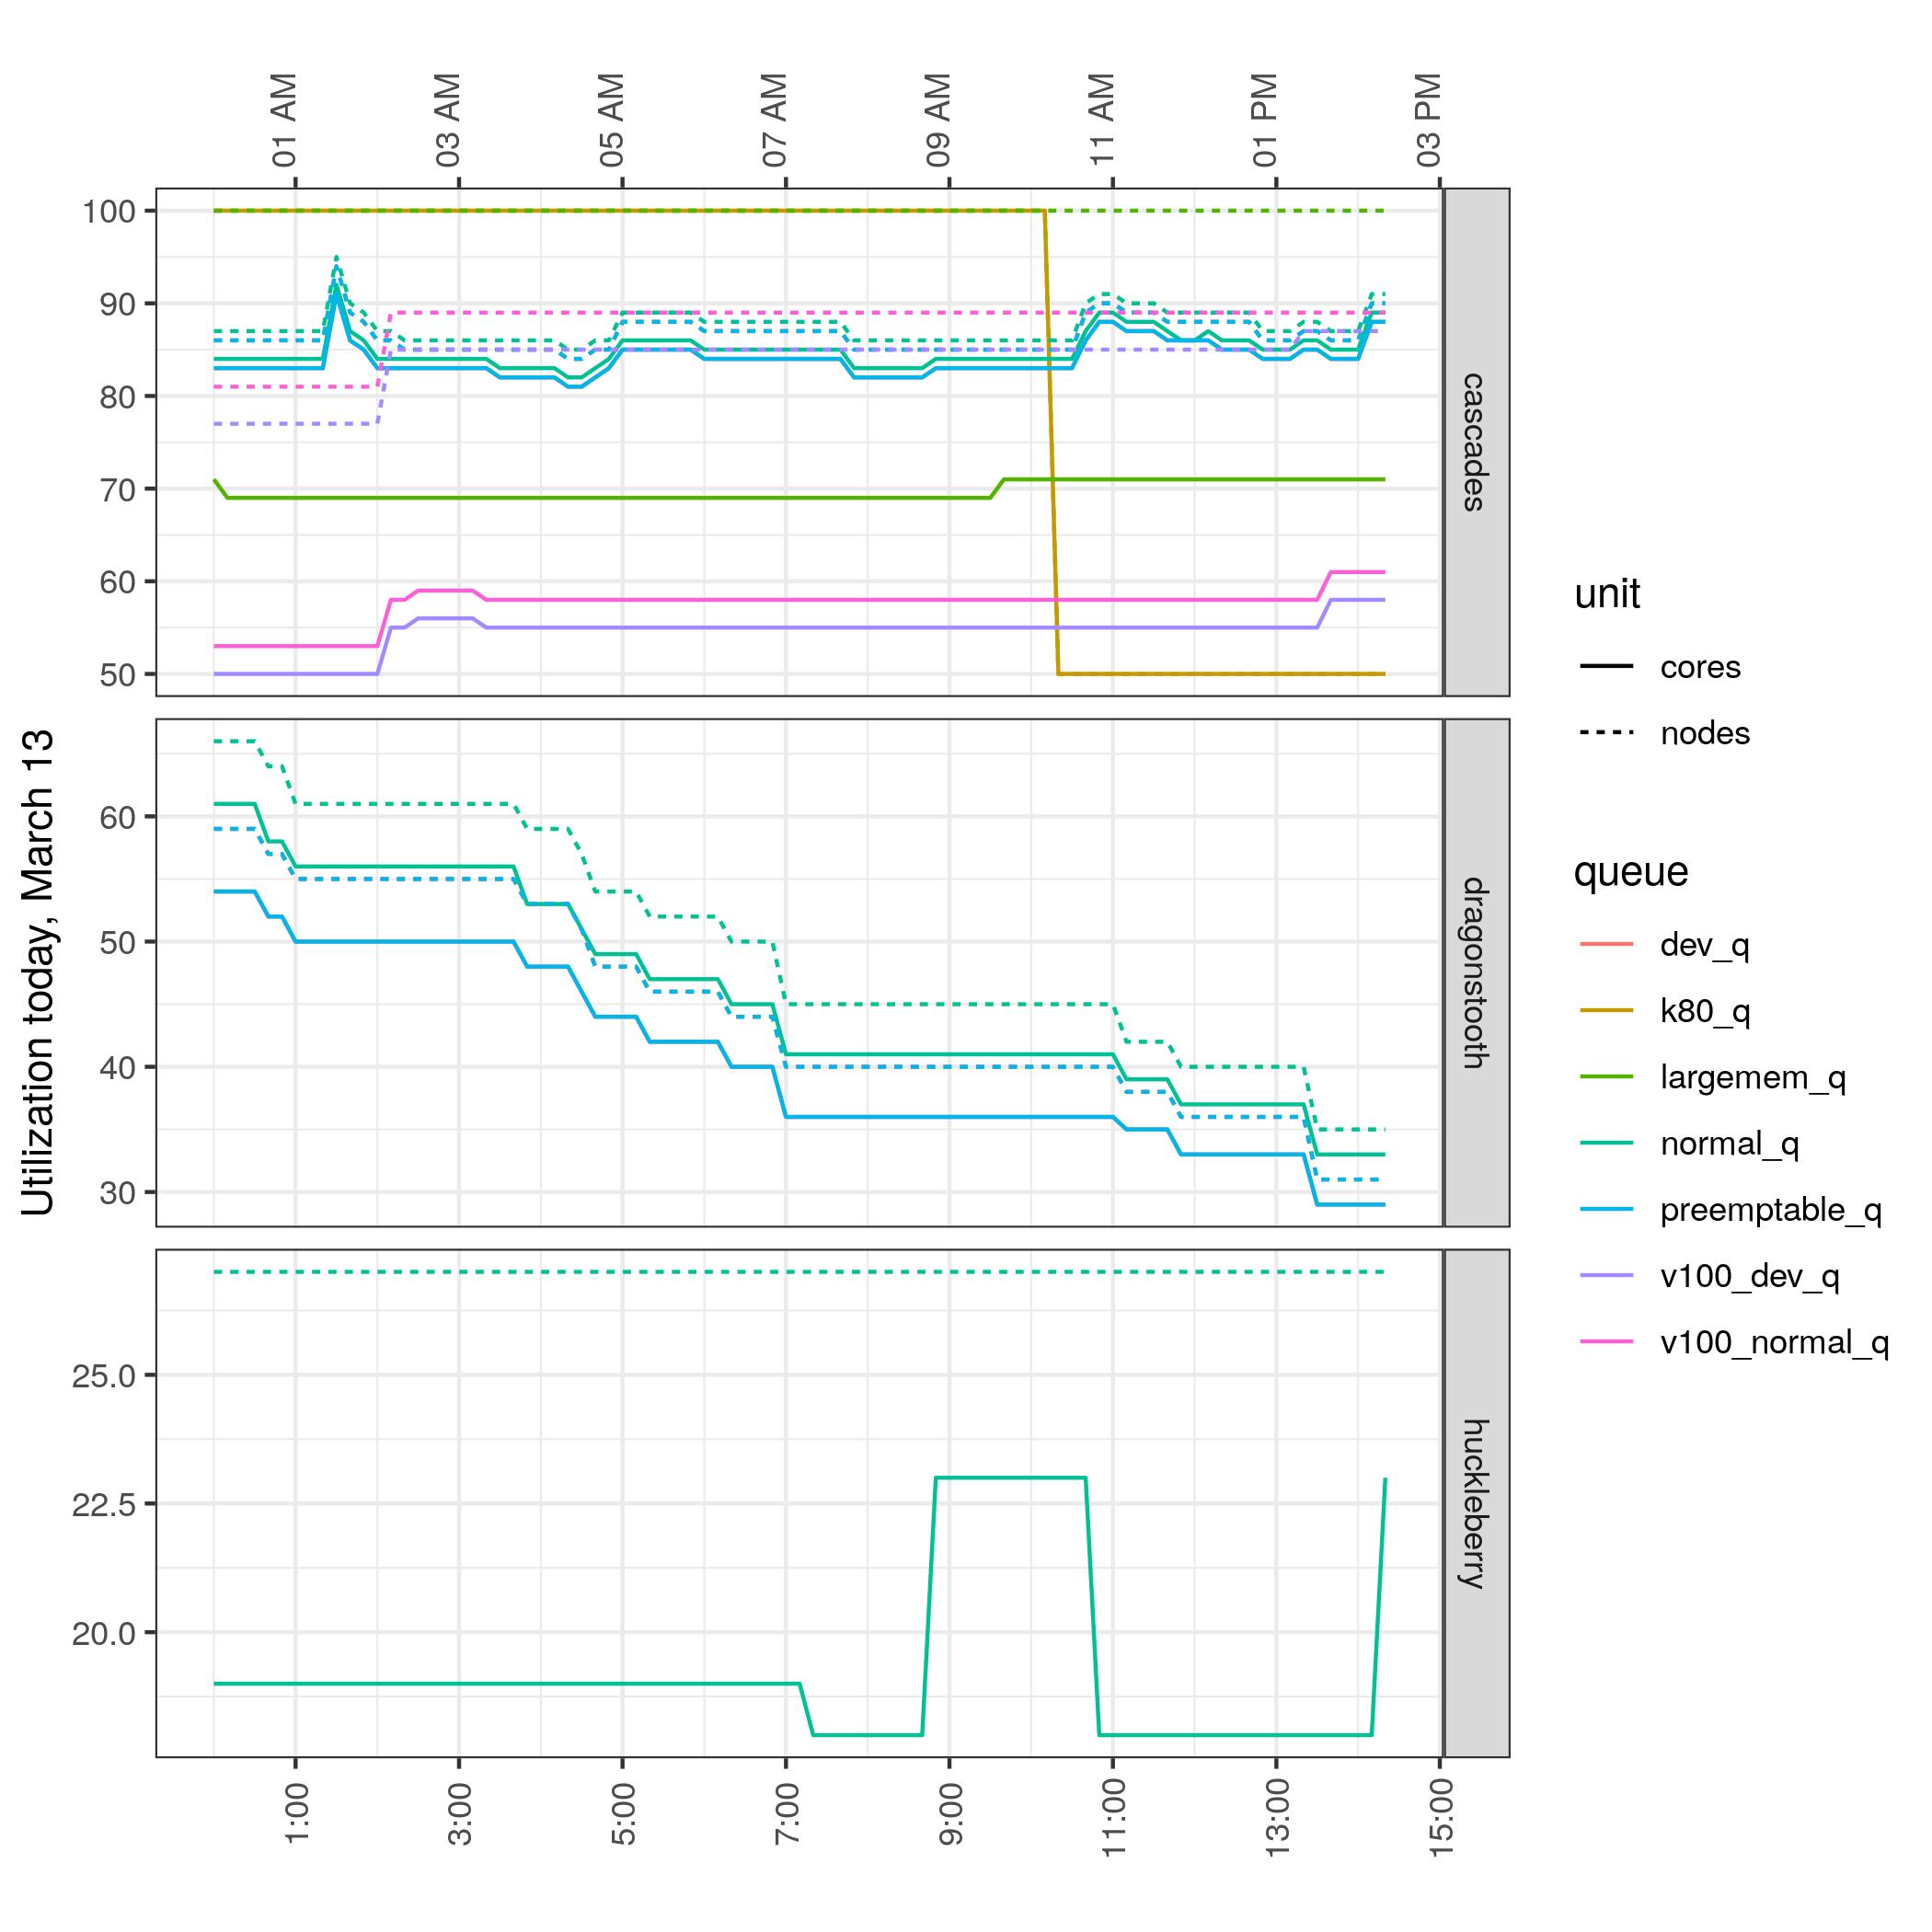 01 AM
03 AM
05 AM
07 AM
09 AM
11 AM
01 PM
03 PM
Utilization today, March 13
100
90
80
70
60
50
cascades
60
50
40
30
dragonstooth
25.0
22.5
20.0
huckleberry
1:00
3:00
5:00
7:00
9:00
11:00
13:00
15:00
unit
cores
nodes
queue
dev_q
k80_q
largemem_q
normal_q
preemptable_q
v100_dev_q
v100_normal_q